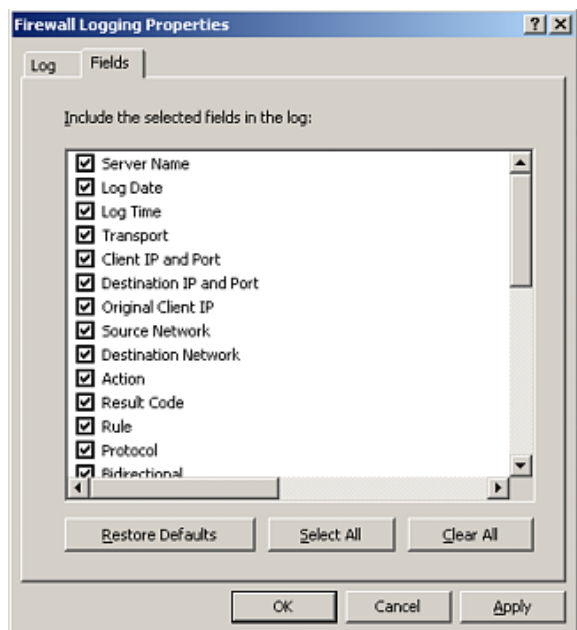 Firewall Logging Properties
Log
Fields
Include the selected fields in the log:
Server Name
Log Date
Log Time
Transport
Client IP and Port
Destination IP and Port
Original Client IP
Source Network
Destination Network
Action
Result Code
Rule
Protocol
Bidirectional
Restore Defaults
Select All
Clear All
OK
Cancel
Apply